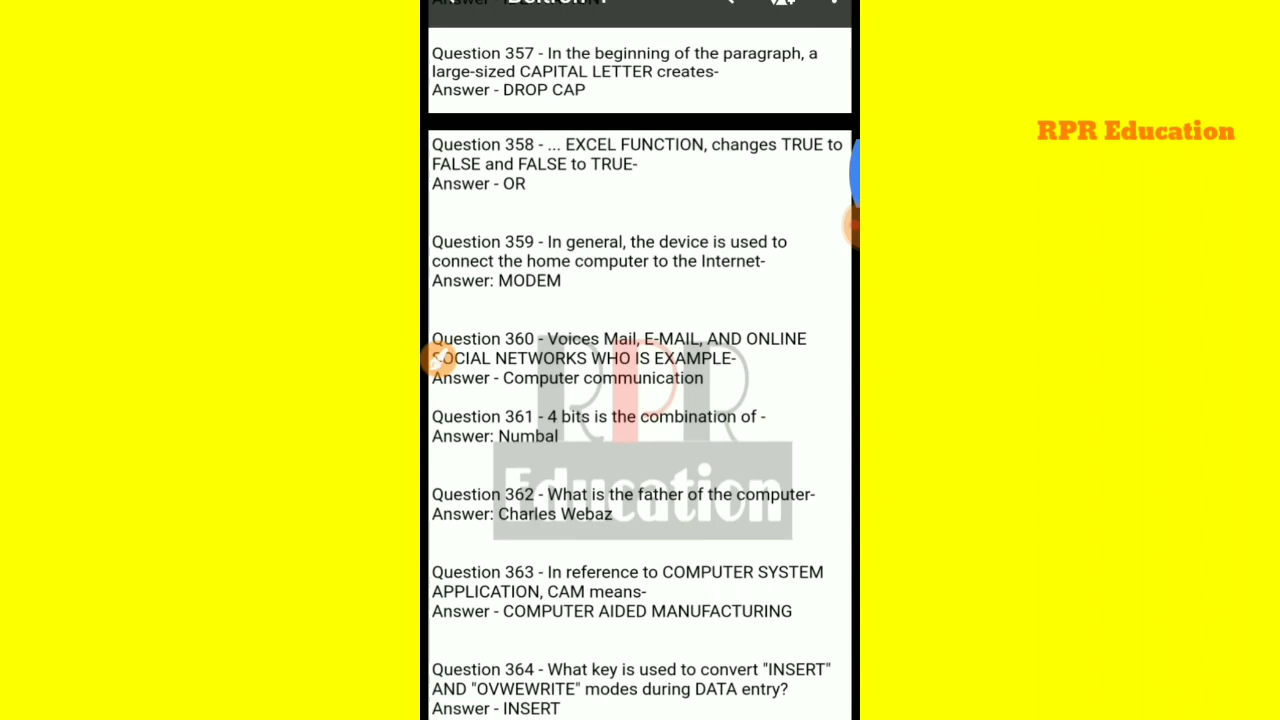 RPR Education
Question 357 - In the beginning of the paragraph, a
large-sized CAPITAL LETTER creates-
Answer - DROP CAP
Question 358 - ... EXCEL FUNCTION, changes TRUE to
FALSE and FALSE to TRUE-
Answer - OR
Question 359 - In general, the device is used to
connect the home computer to the Internet-
Answer: MODEM
Question 360 - Voices Mail, E-MAIL, AND ONLINE
SOCIAL NETWORKS WHO IS EXAMPLE-
Answer - Computer communication
Question 361 - 4 bits is the combination of -
Answer: Numbal
Question 362 - What is the father of the computer-
Answer: Charles Webaz
Question 363 - In reference to COMPUTER SYSTEM
APPLICATION, CAM means-
Answer - COMPUTER AIDED MANUFACTURING
Question 364 - What key is used to convert "INSERT"
AND "OVWEWRITE" modes during DATA entry?
Answer - INSERT
RPR
Education